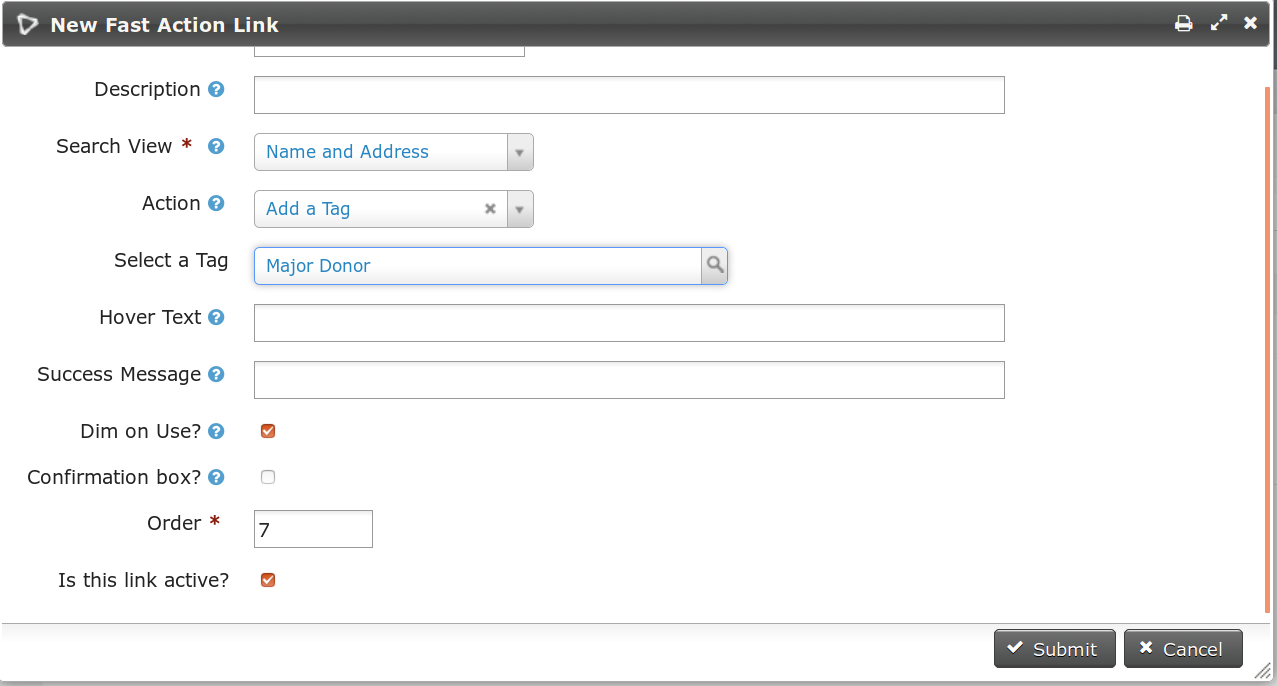 New Fast Action Link
Description
Search View * Name and Address
Action Add a Tag
Select a Tag Major Donor
Hover Text
Success Message
Dim on Use?
Confirmation box?
Order * 7
Is this link active?
Submit Cancel